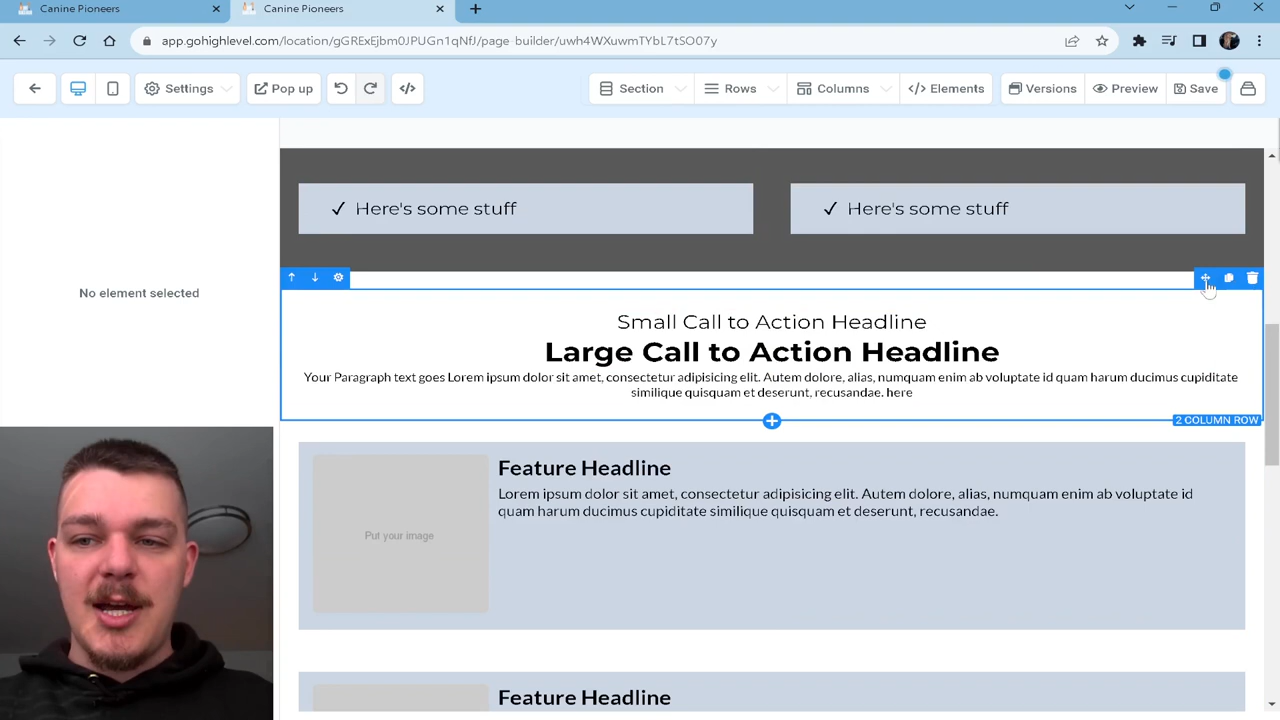 Canine Pioneers
Canine Pioneers
app.gohighlevel.com/location/gGRExEjbm0JPUGn1qNfJ/page-builder/uwh4WXuwmTYbL7tSO07y
Settings
Pop up
Section
Rows
Columns
</> Elements
Versions
Preview
Save
No element selected
✓ Here's some stuff
✓ Here's some stuff
Small Call to Action Headline
Large Call to Action Headline
Your Paragraph text goes Lorem ipsum dolor sit amet, consectetur adipisicing elit. Autem dolore, alias, numquam enim ab voluptate id quam harum ducimus cupiditate
similique quisquam et deserunt, recusandae. here
2 COLUMN ROW
Feature Headline
Lorem ipsum dolor sit amet, consectetur adipisicing elit. Autem dolore, alias, numquam enim ab voluptate id
quam harum ducimus cupiditate similique quisquam et deserunt, recusandae.
Put your image
Feature Headline